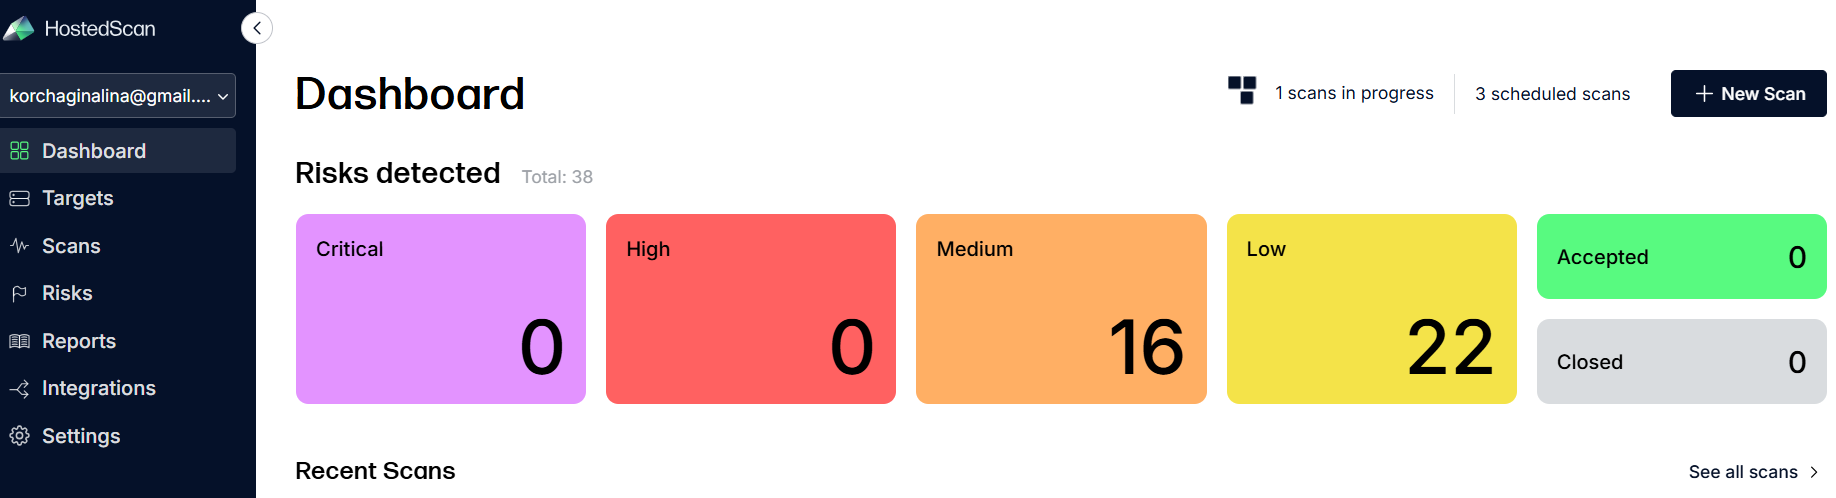 HostedScan
korchaginalina@gmail....
Dashboard
Targets
Scans
Risks
Reports
Integrations
Settings
Dashboard
1 scans in progress
3 scheduled scans
New Scan
Risks detected
Total: 38
Critical
0
High
0
Medium
16
Low
22
Accepted
0
Closed
0
Recent Scans
See all scans